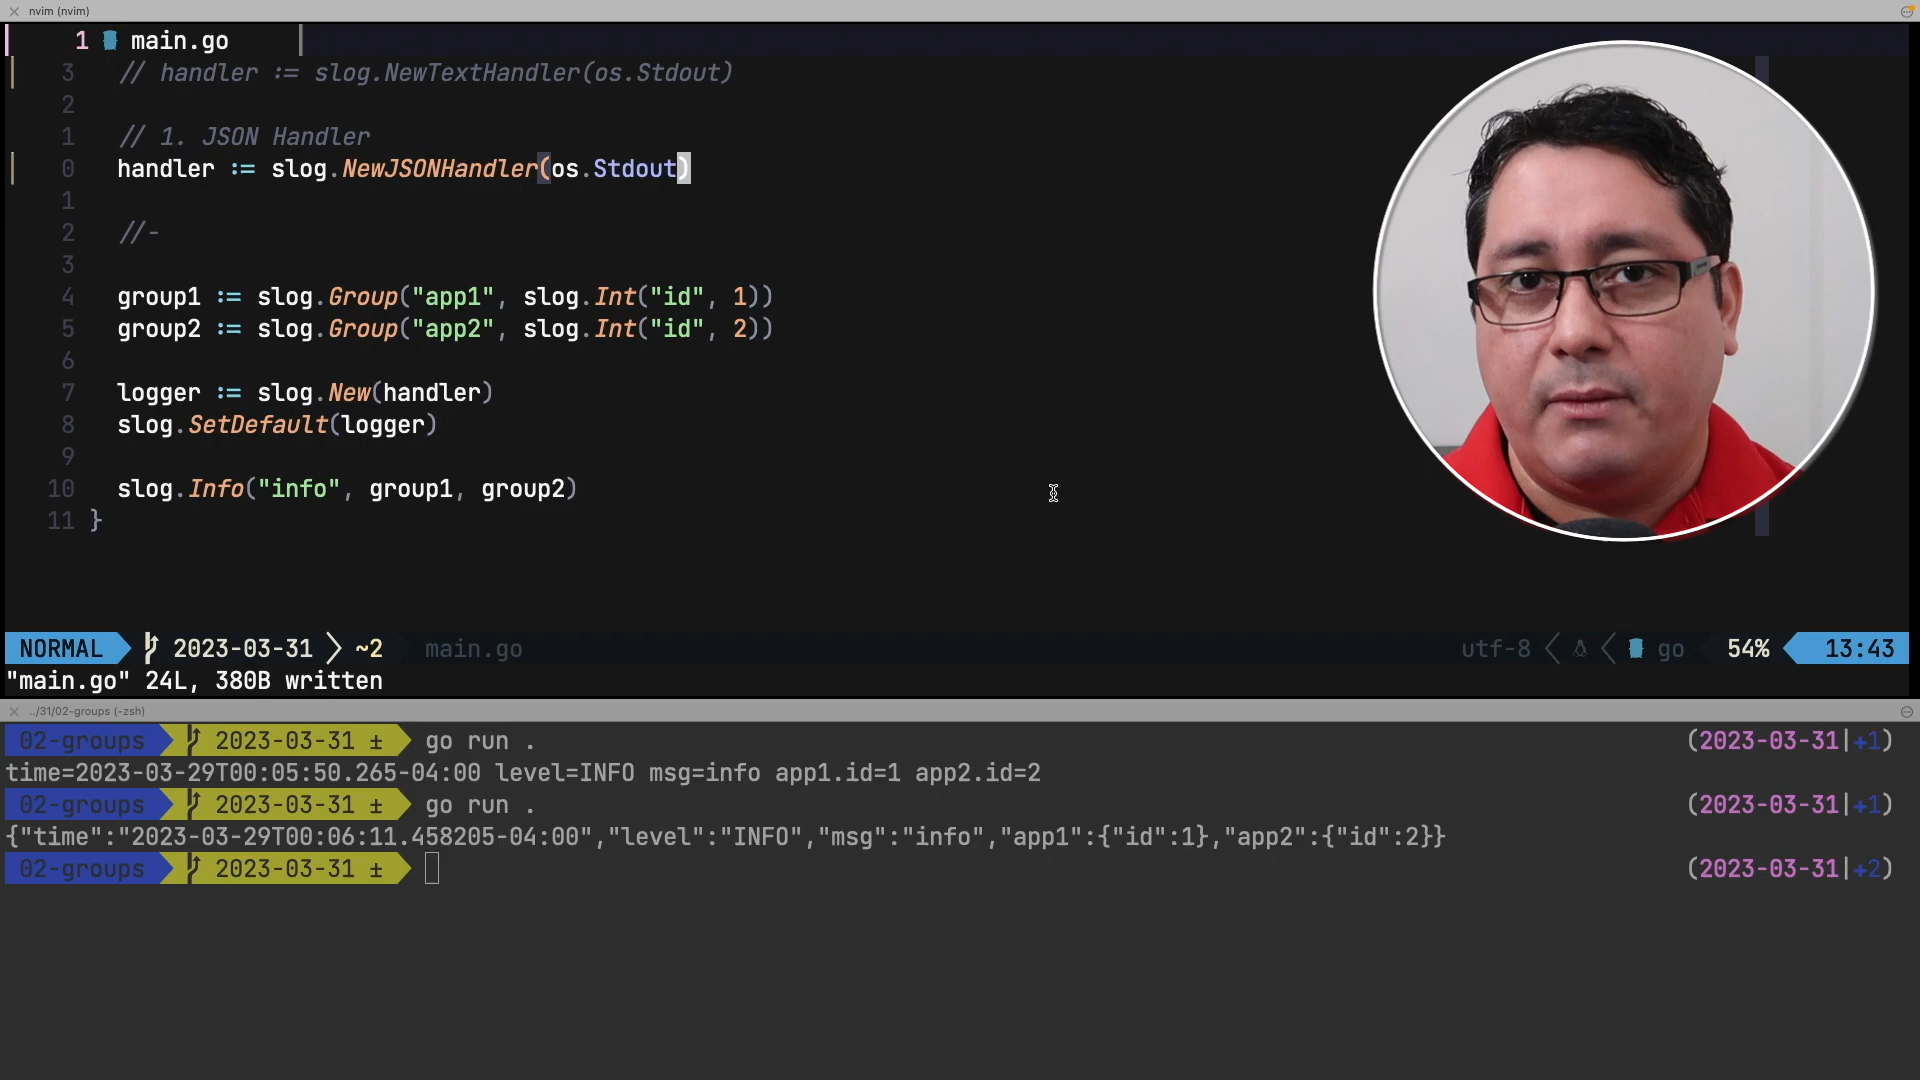 nvim (nvim)
1 main.go
3 // handler := slog.NewTextHandler(os.Stdout)
2
1 // 1. JSON Handler
0 handler := slog.NewJSONHandler(os.Stdout)
1
2 //-
3
4 group1 := slog.Group("app1", slog.Int("id", 1))
5 group2 := slog.Group("app2", slog.Int("id", 2))
6
7 logger := slog.New(handler)
8 slog.SetDefault(logger)
9
10 slog.Info("info", group1, group2)
11 }
NORMAL 2023-03-31 ~2 main.go utf-8 go 54% 13:43
"main.go" 24L, 380B written
../31/02-groups (-zsh)
02-groups 2023-03-31 ± go run . (2023-03-31|+1)
time=2023-03-29T00:05:50.265-04:00 level=INFO msg=info app1.id=1 app2.id=2
02-groups 2023-03-31 ± go run . (2023-03-31|+1)
{"time":"2023-03-29T00:06:11.458205-04:00","level":"INFO","msg":"info","app1":{"id":1},"app2":{"id":2}}
02-groups 2023-03-31 ± (2023-03-31|+2)